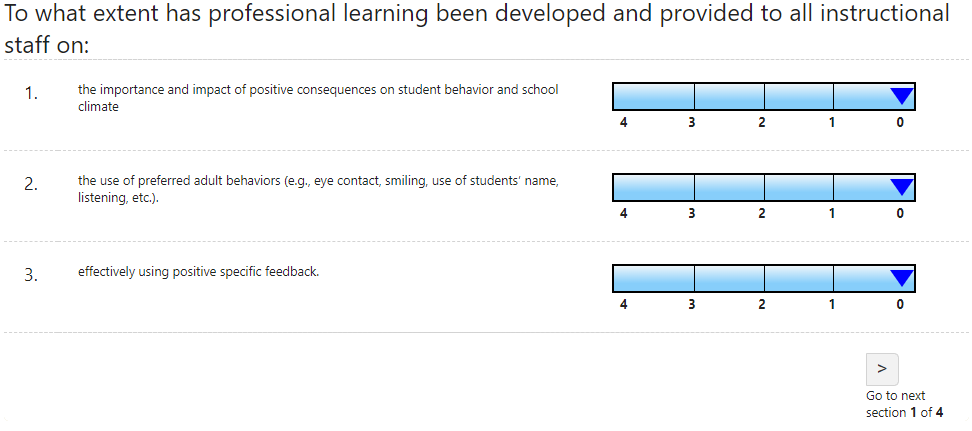 To what extent has professional learning been developed and provided to all instructional
staff on:
1.
the importance and impact of positive consequences on student behavior and school
climate
4 3 2 1 0
2.
the use of preferred adult behaviors (e.g., eye contact, smiling, use of students' name,
listening, etc.).
4 3 2 1 0
3.
effectively using positive specific feedback.
4 3 2 1 0
>
Go to next
section 1 of 4